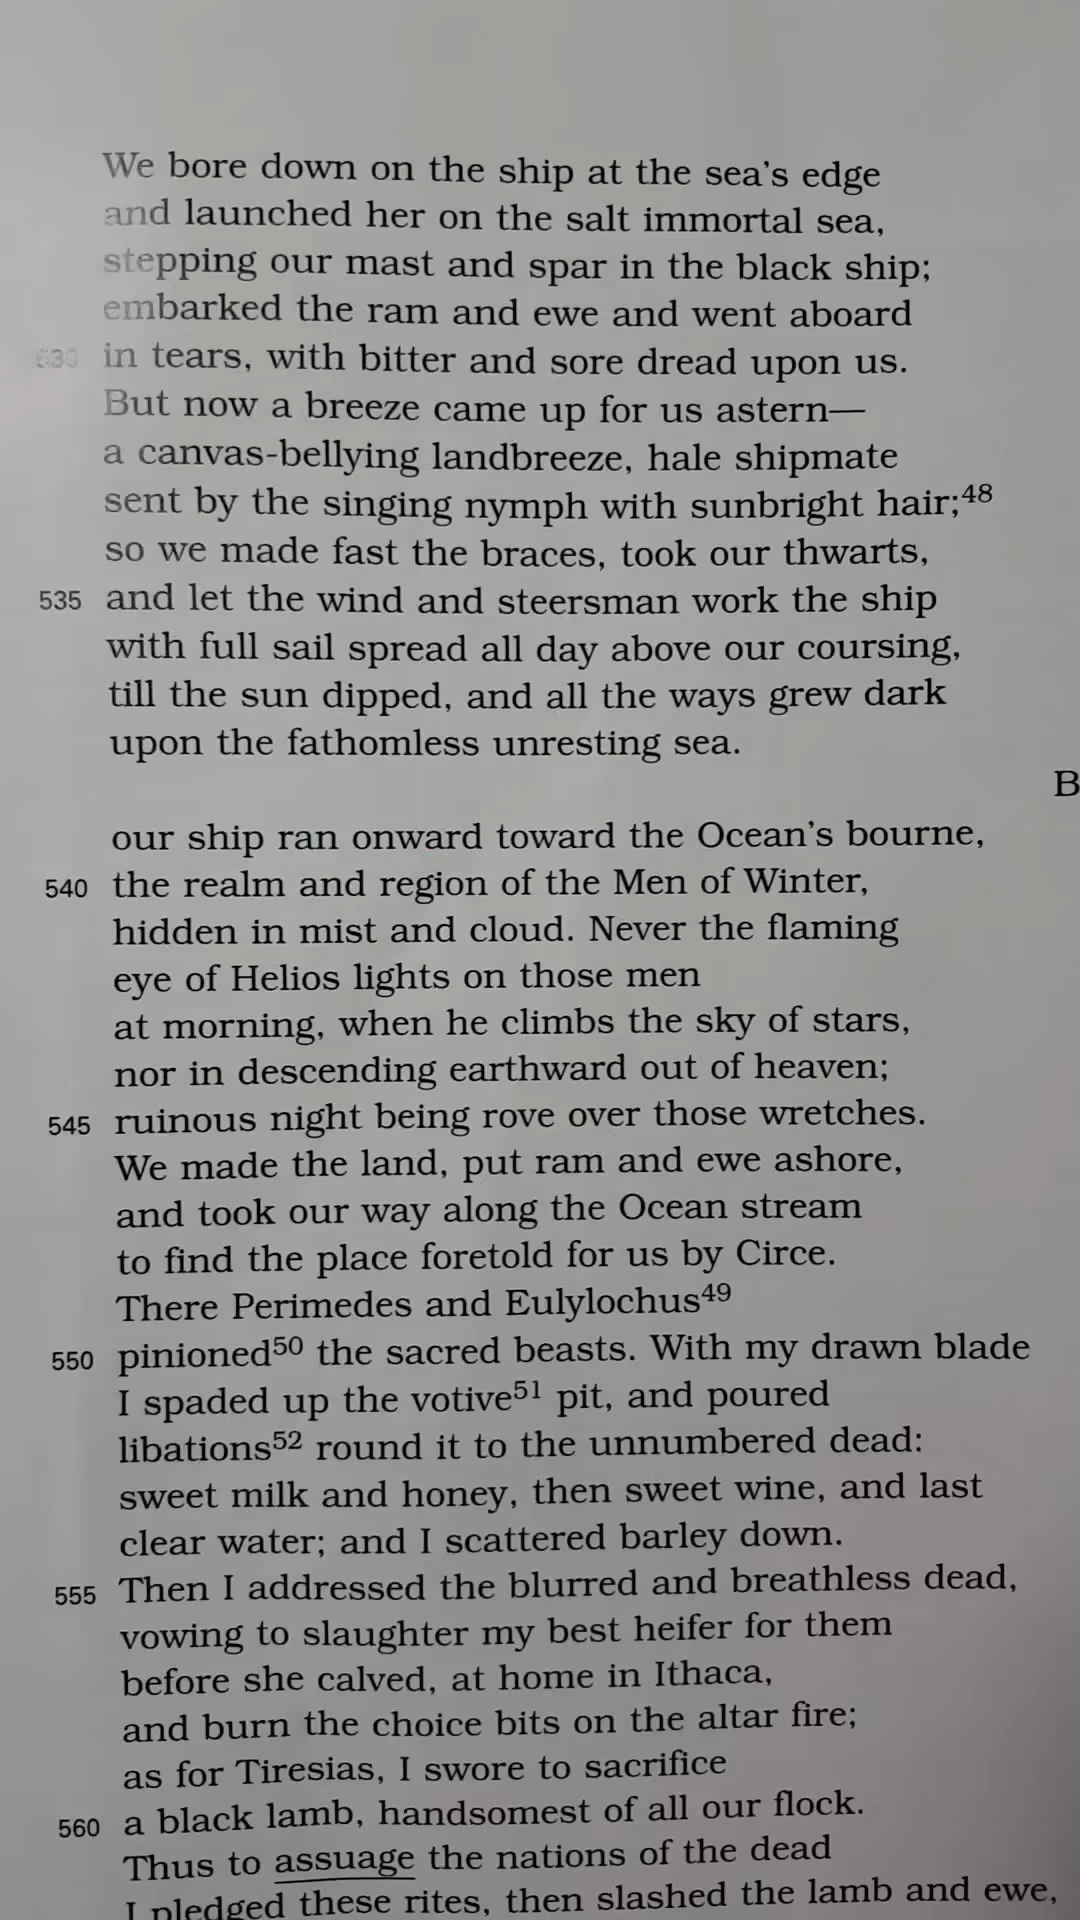 We bore down on the ship at the sea's edge
and launched her on the salt immortal sea,
stepping our mast and spar in the black ship;
embarked the ram and ewe and went aboard
530 in tears, with bitter and sore dread upon us.
But now a breeze came up for us astern—
a canvas-bellying landbreeze, hale shipmate
sent by the singing nymph with sunbright hair;48
so we made fast the braces, took our thwarts,
535 and let the wind and steersman work the ship
with full sail spread all day above our coursing,
till the sun dipped, and all the ways grew dark
upon the fathomless unresting sea.
B
our ship ran onward toward the Ocean's bourne,
540 the realm and region of the Men of Winter,
hidden in mist and cloud. Never the flaming
eye of Helios lights on those men
at morning, when he climbs the sky of stars,
nor in descending earthward out of heaven;
545 ruinous night being rove over those wretches.
We made the land, put ram and ewe ashore,
and took our way along the Ocean stream
to find the place foretold for us by Circe.
There Perimedes and Eulylochus49
550 pinioned50 the sacred beasts. With my drawn blade
I spaded up the votive51 pit, and poured
libations52 round it to the unnumbered dead:
sweet milk and honey, then sweet wine, and last
clear water; and I scattered barley down.
555 Then I addressed the blurred and breathless dead,
vowing to slaughter my best heifer for them
before she calved, at home in Ithaca,
and burn the choice bits on the altar fire;
as for Tiresias, I swore to sacrifice
560 a black lamb, handsomest of all our flock.
Thus to assuage the nations of the dead
I pledged these rites, then slashed the lamb and ewe,